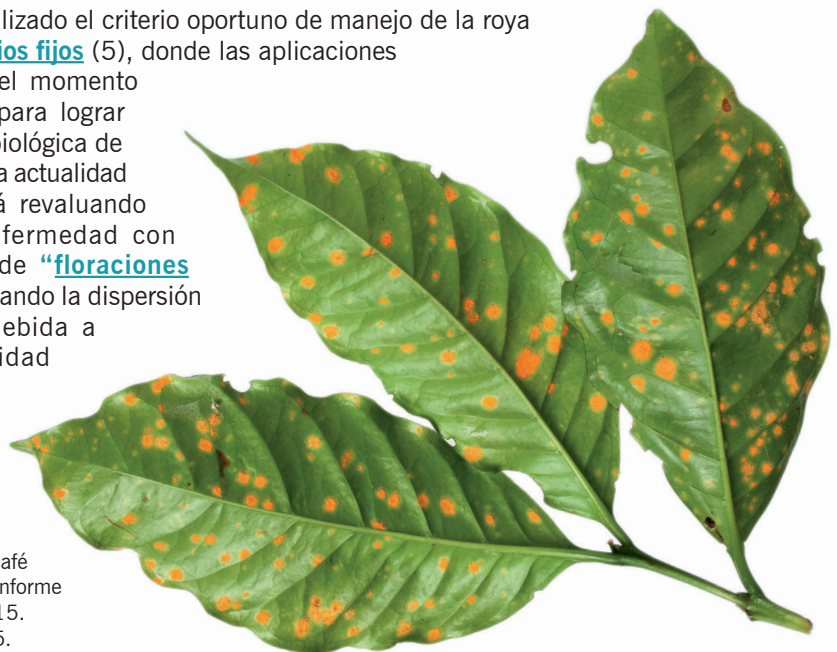 lizado el criterio oportuno de manejo de la roya
ios fijos (5), donde las aplicaciones
el momento
para lograr
biológica de
a actualidad
á revaluando
fermedad con
de “floraciones
ando la dispersión
ebida a
idad
afé
nforme
15.
5.